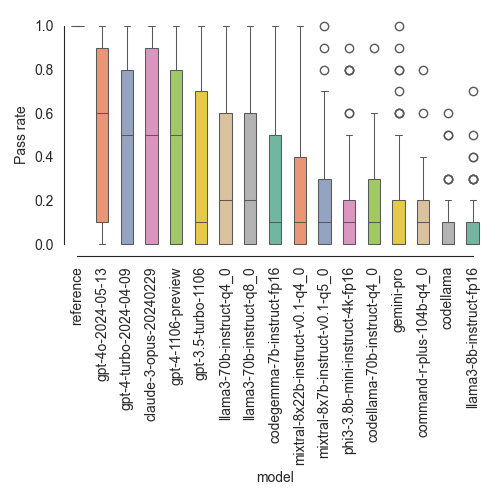 1.0
0.8
0.6
0.4
0.2
0.0
Pass rate
reference
gpt-4o-2024-05-13
gpt-4-turbo-2024-04-09
claude-3-opus-20240229
gpt-4-1106-preview
gpt-3.5-turbo-1106
llama3-70b-instruct-q4_0
llama3-70b-instruct-q8_0
codegemma-7b-instruct-fp16
mixtral-8x22b-instruct-v0.1-q4_0
mixtral-8x7b-instruct-v0.1-q5_0
phi3-3.8b-mini-instruct-4k-fp16
codellama-70b-instruct-q4_0
gemini-pro
command-r-plus-104b-q4_0
codellama
llama3-8b-instruct-fp16
model